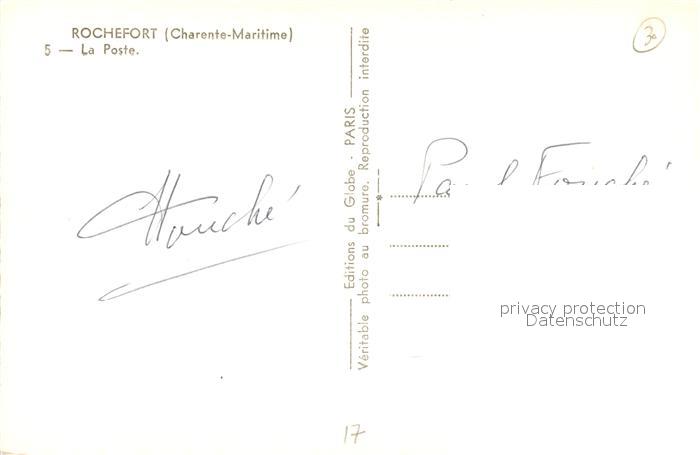 ROCHEFORT (Charente-Maritime)
5 — La Poste.
Editions du Globe - PARIS
Véritable photo au bromure. Reproduction interdite
privacy protection
Datenschutz
17